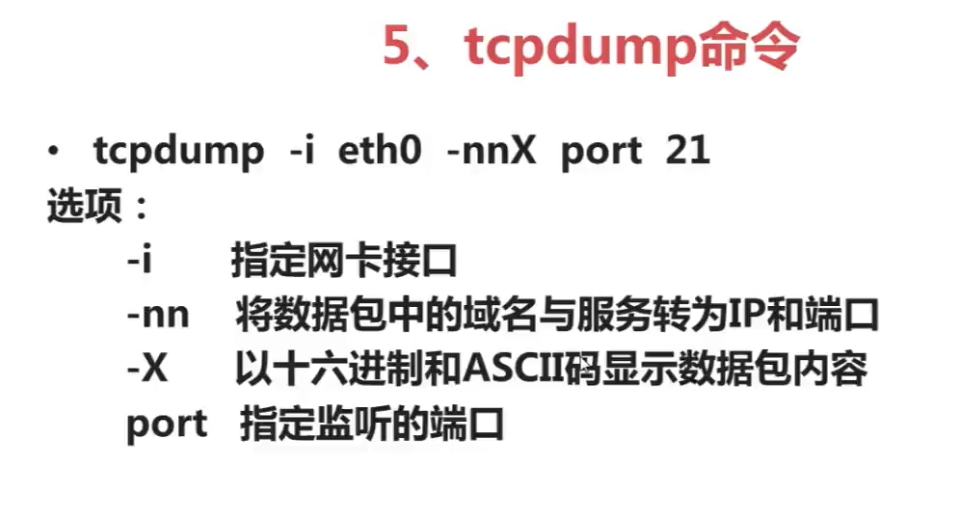 5、tcpdump命令
• tcpdump -i eth0 -nnX port 21
选项：
-i 指定网卡接口
-nn 将数据包中的域名与服务转为IP和端口
-X 以十六进制和ASCII码显示数据包内容
port 指定监听的端口